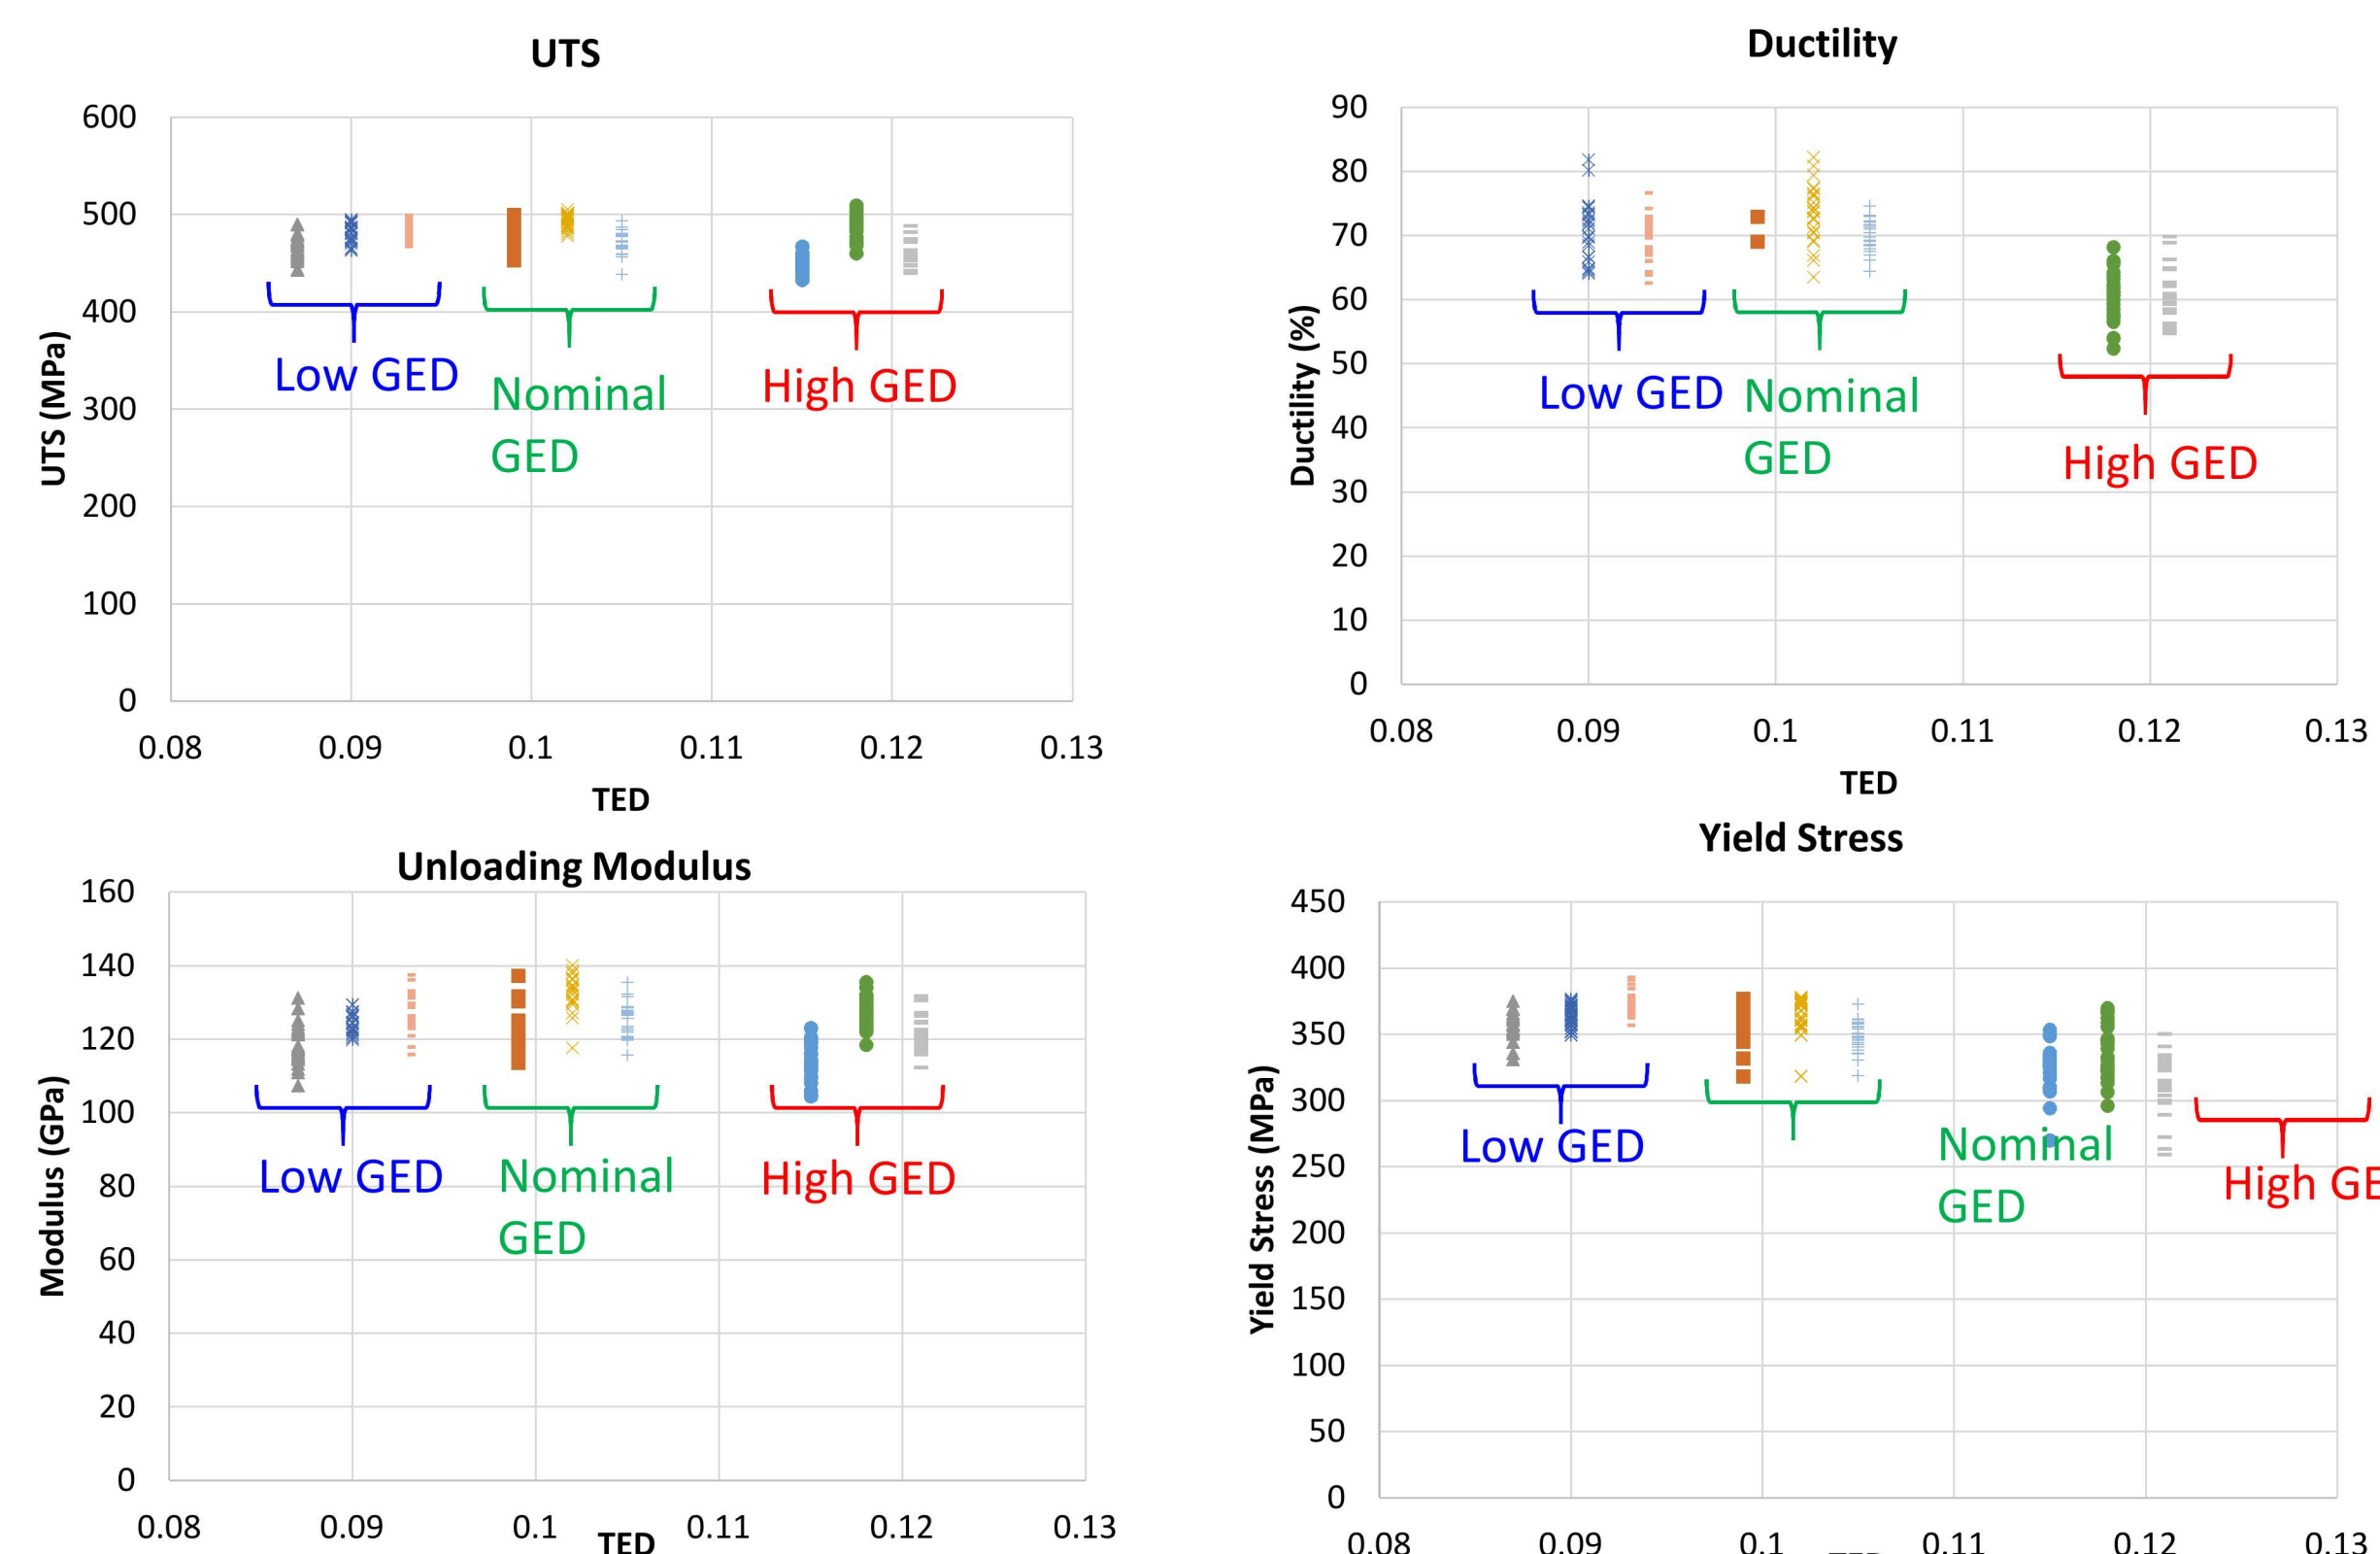 UTS
600
500
400
300
200
100
0
UTS (MPa)
Low GED
Nominal
GED
High GED
0.08 0.09 0.1 0.11 0.12 0.13
TED
Ductility
90
80
70
60
50
40
30
20
10
0
Ductility (%)
Low GED
Nominal
GED
High GED
0.08 0.09 0.1 0.11 0.12 0.13
TED
Unloading Modulus
160
140
120
100
80
60
40
20
0
Modulus (GPa)
Low GED
Nominal
GED
High GED
0.08 0.09 0.1 0.11 0.12 0.13
TED
Yield Stress
450
400
350
300
250
200
150
100
50
0
Yield Stress (MPa)
Low GED
Nominal
GED
High GE
0.08 0.09 0.1 0.11 0.12 0.13